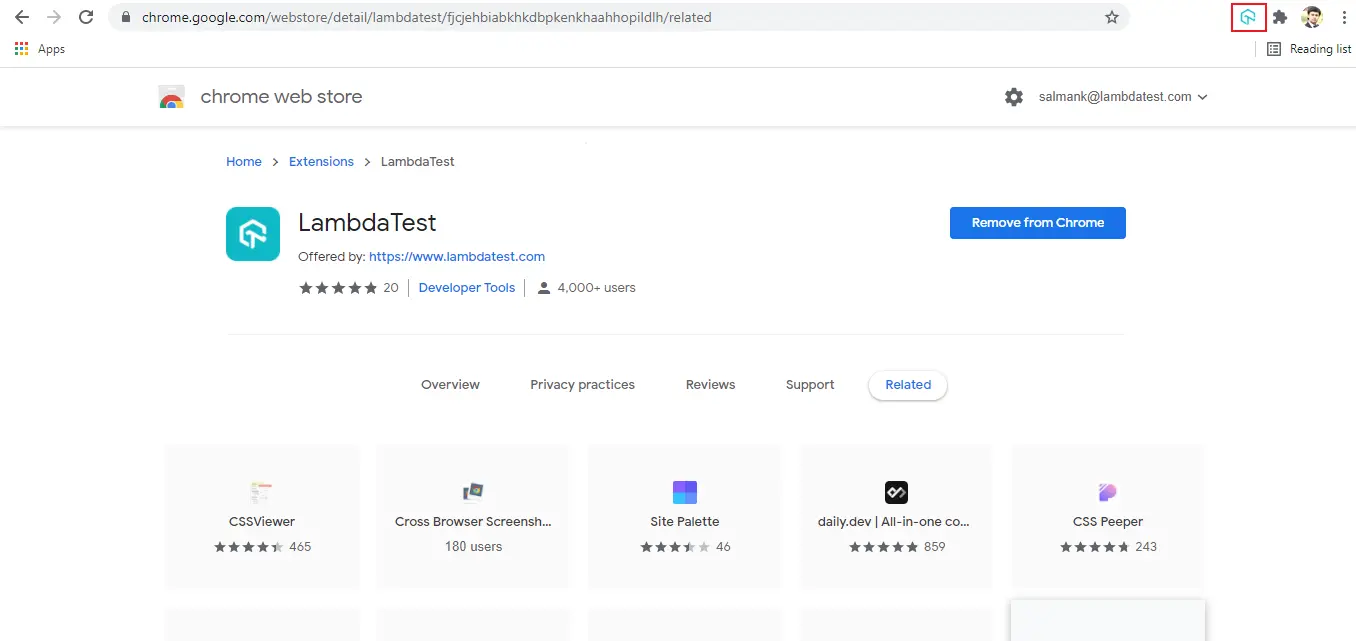 chrome.google.com/webstore/detail/lambdatest/fjcjehbiabkhkdbpkenkhaahhopildlh/related
Apps
Reading list
chrome web store
salmank@lambdatest.com
Home > Extensions > LambdaTest
LambdaTest
Remove from Chrome
Offered by: https://www.lambdatest.com
20 Developer Tools 4,000+ users
Overview Privacy practices Reviews Support Related
CSSViewer Cross Browser Screensh... Site Palette daily.dev | All-in-one co... CSS Peeper
465 180 users 46 859 243